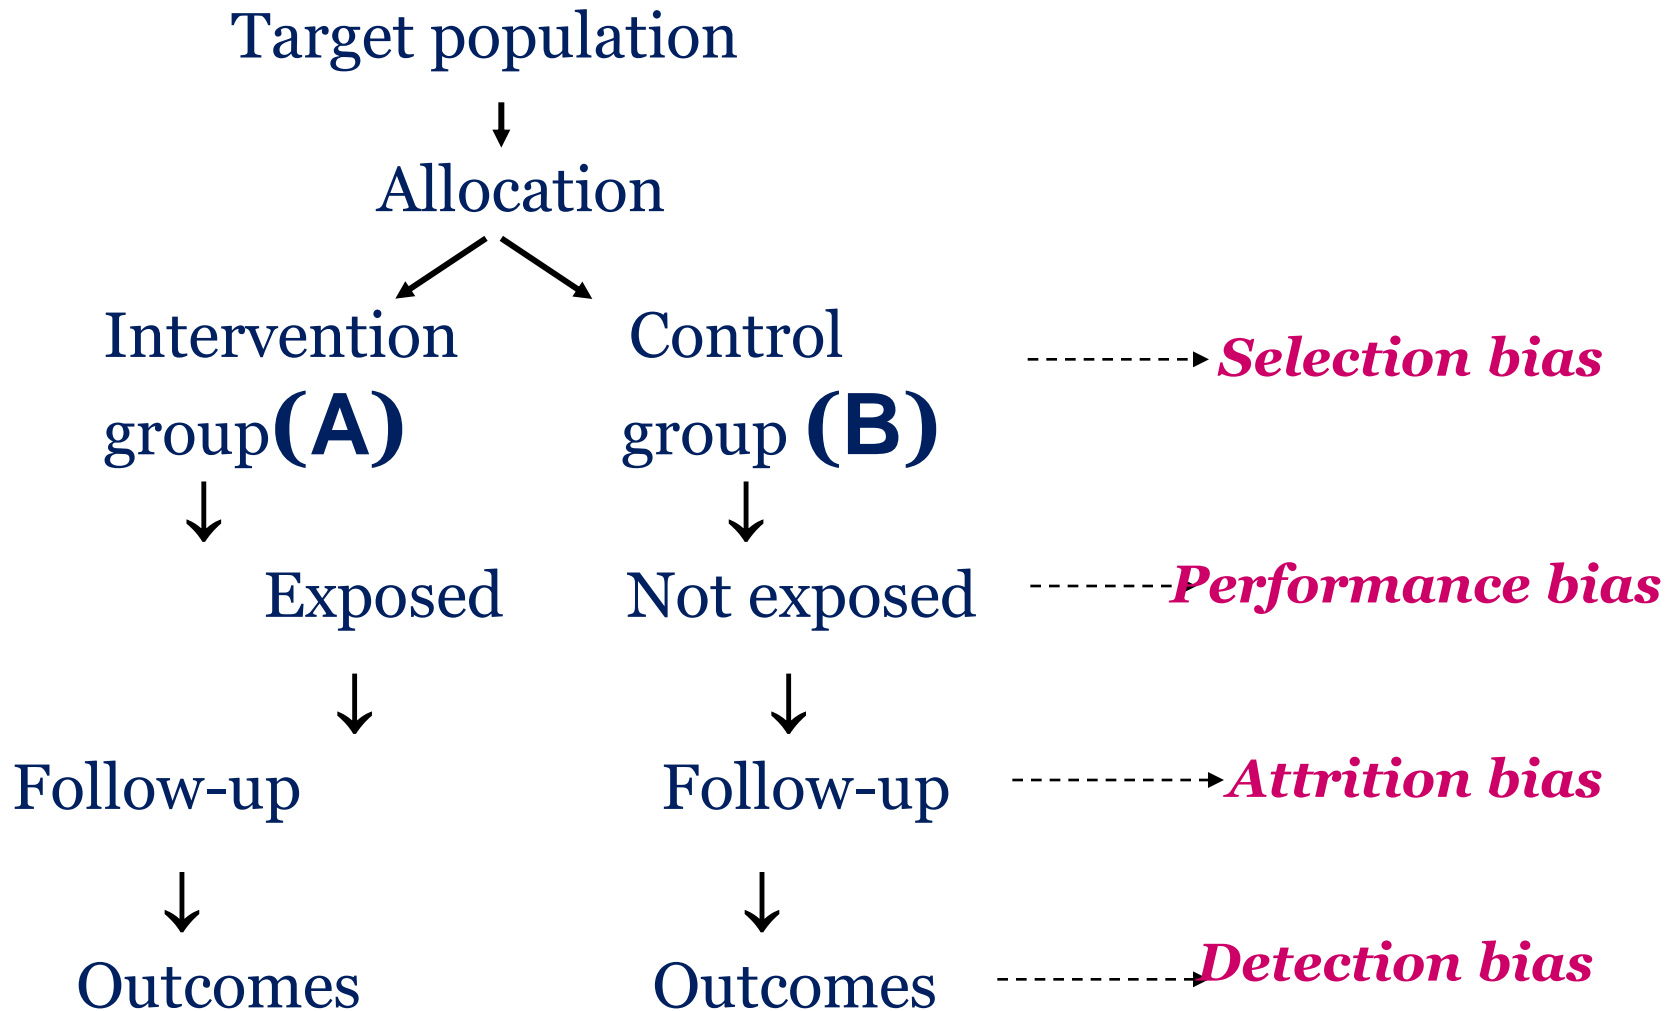 Target population
Allocation
Intervention
group(A)
Control
group (B)
Selection bias
Exposed
Not exposed
Performance bias
Follow-up
Follow-up
Attrition bias
Outcomes
Outcomes
Detection bias